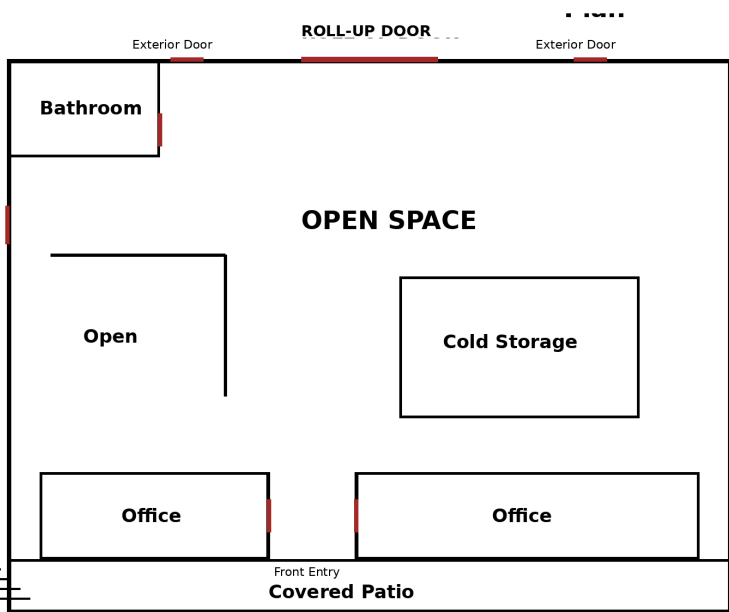 ROLL-UP DOOR
Exterior Door
Exterior Door
Bathroom
OPEN SPACE
Open
Cold Storage
Office
Office
Front Entry
Covered Patio